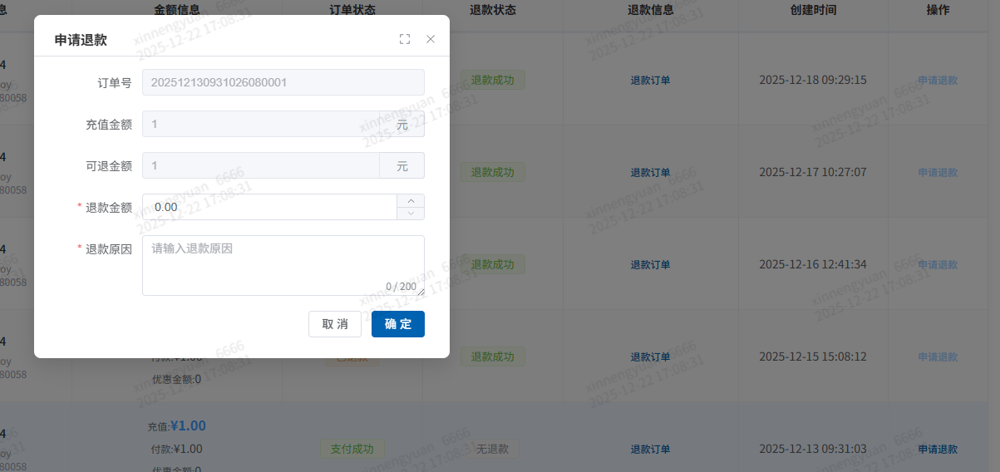 息 金额信息 订单状态 退款状态 退款信息 创建时间 操作
申请退款
订单号 202512130931026080001
充值金额 1 元
可退金额 1 元
* 退款金额 0.00
* 退款原因 请输入退款原因
0 / 200
取 消 确 定
4
oy
80058
退款成功 退款订单 2025-12-18 09:29:15 申请退款
4
oy
80058
退款成功 退款订单 2025-12-17 10:27:07 申请退款
4
oy
80058
退款成功 退款订单 2025-12-16 12:41:34 申请退款
4
oy
80058
付款:¥1.00
优惠金额:0
已退款 退款成功 退款订单 2025-12-15 15:08:12 申请退款
4
oy
80058
充值:¥1.00
付款:¥1.00
优惠金额:0
支付成功 无退款 退款订单 2025-12-13 09:31:03 申请退款
xinnengyuan 6666
2025-12-22 17:08:31